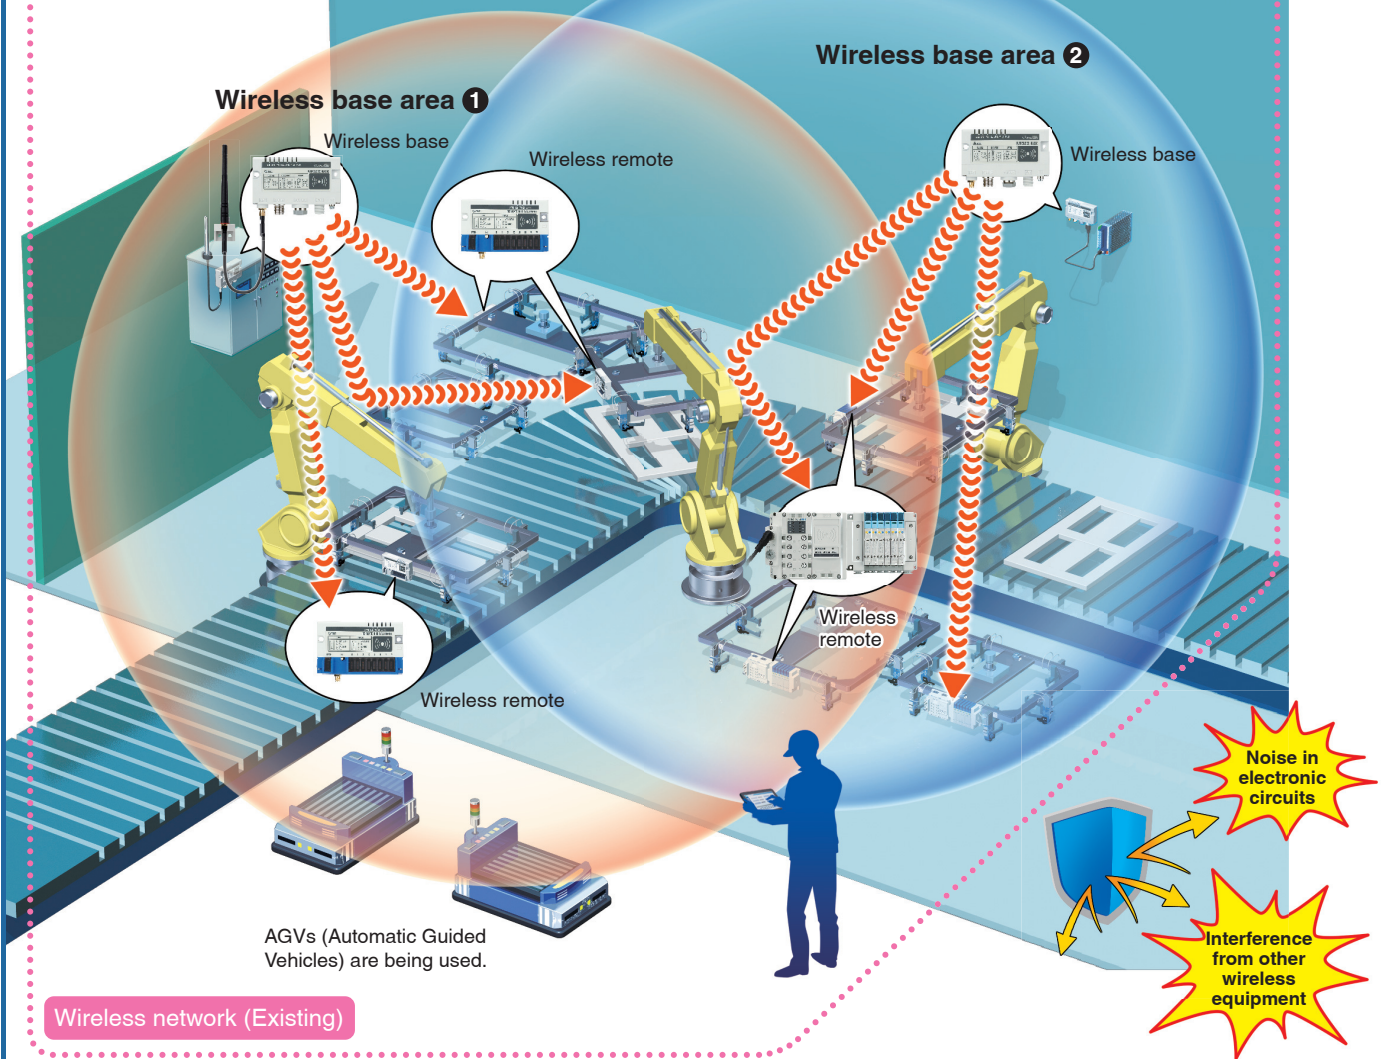 Wireless base area 2
Wireless base area 1
Wireless base
Wireless remote
Wireless base
Wireless
remote
Wireless remote
Noise in
electronic
circuits
AGVs (Automatic Guided
Vehicles) are being used.
Interference
from other
wireless
equipment
Wireless network (Existing)